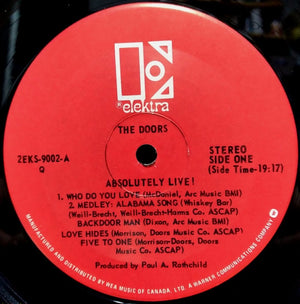 elektra
THE DOORS
2EKS-9002-A
Q
STEREO
SIDE ONE
(Side Time-19:17)
ABSOLUTELY LIVE!
1. WHO DO YOU LOVE (McDaniel, Arc Music BMI)
2. MEDLEY: ALABAMA SONG (Whiskey Bar)
(Weill-Brecht, Weill-Brecht-Harms Co. ASCAP)
BACKDOOR MAN (Dixon, Arc Music BMI)
LOVE HIDES (Morrison, Doors Music Co. ASCAP)
FIVE TO ONE (Morrison-Doors, Doors
Music Co. ASCAP)
Produced by Paul A. Rothchild
MANUFACTURED AND DISTRIBUTED BY WEA MUSIC OF CANADA, LTD. A WARNER COMMUNICATIONS COMPANY